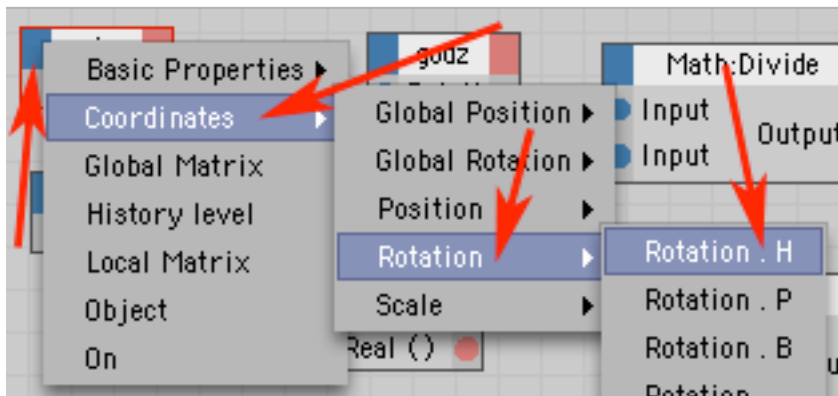 godz
Math:Divide
Input
Input
Output
Basic Properties
Coordinates
Global Matrix
History level
Local Matrix
Object
On
Global Position
Global Rotation
Position
Rotation
Scale
Real ()
Rotation . H
Rotation . P
Rotation . B
Rotation